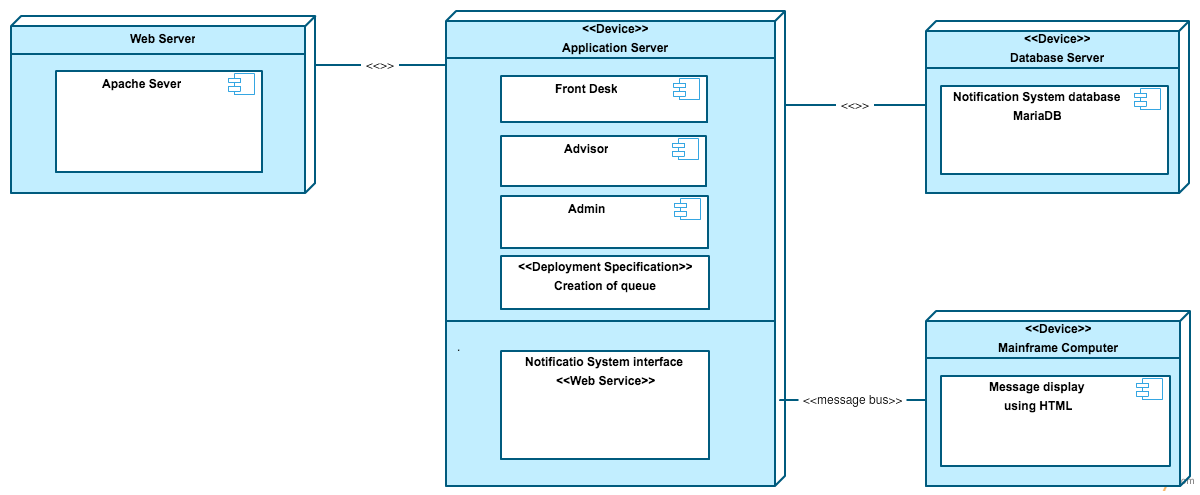 Web Server
Apache Sever
<<>>
<<Device>>
Application Server
Front Desk
Advisor
Admin
<<Deployment Specification>>
Creation of queue
.
Notificatio System interface
<<Web Service>>
<<>>
<<Device>>
Database Server
Notification System database
MariaDB
<<message bus>>
<<Device>>
Mainframe Computer
Message display
using HTML